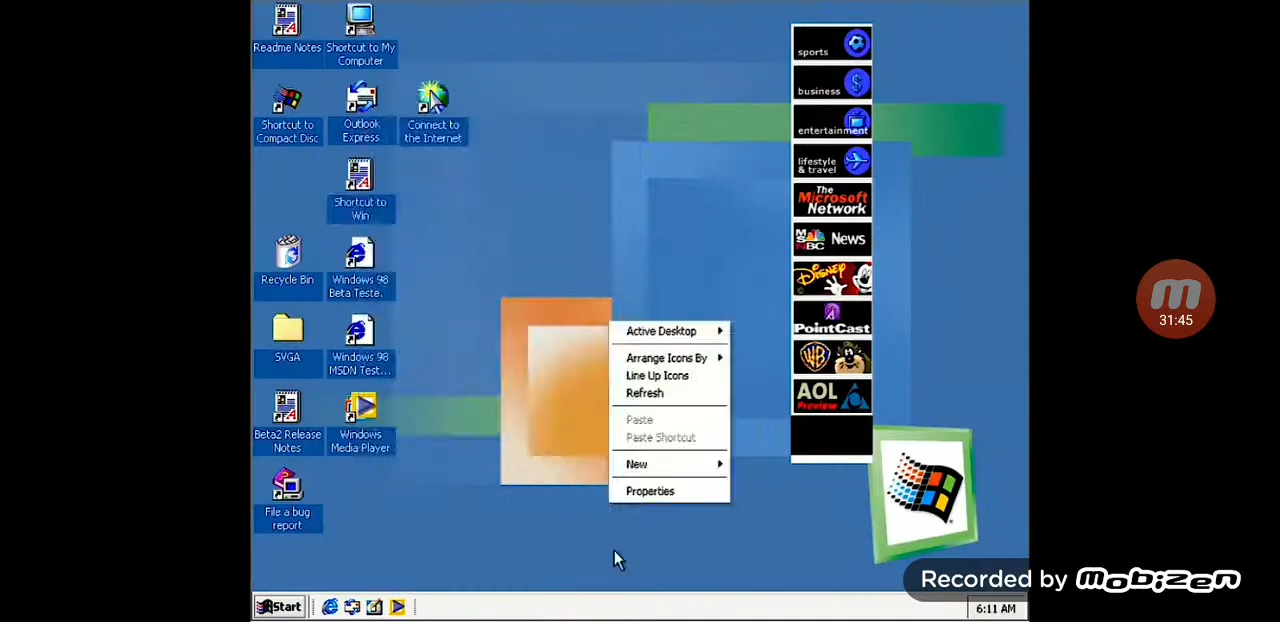 Readme Notes
Shortcut to My
Computer
Shortcut to
Compact Disc
Outlook
Express
Connect to
the Internet
Shortcut to
Win
Recycle Bin
Windows 98
Beta Teste...
SVGA
Windows 98
MSDN Test...
Beta2 Release
Notes
Windows
Media Player
File a bug
report
Active Desktop
Arrange Icons By
Line Up Icons
Refresh
Paste
Paste Shortcut
New
Properties
sports
business
entertainment
lifestyle
& travel
The
Microsoft
Network
MSNBC News
Disney
PointCast
WB
AOL
Preview
31:45
Recorded by Mobizen
Start
6:11 AM